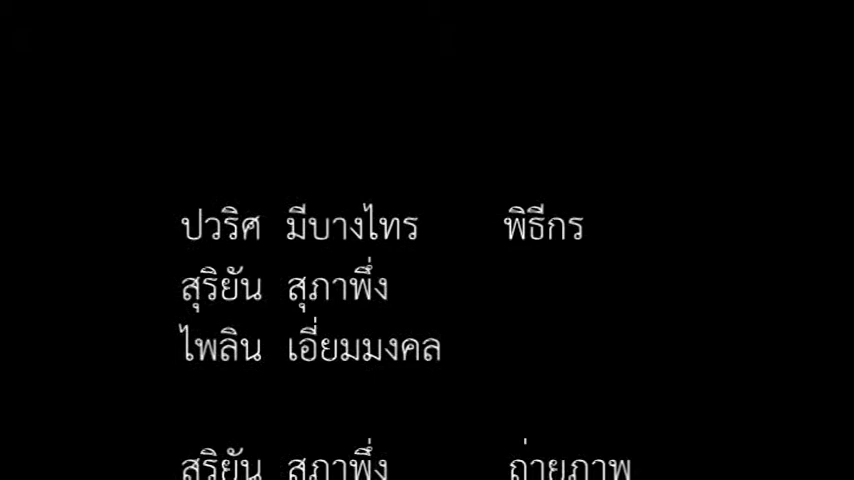 ปวริศ มีบางไทร พิธีกร
สุริยัน สุภาพึ่ง
ไพลิน เอี่ยมมงคล
สุริยัน สุภาพึ่ง ถ่ายภาพ